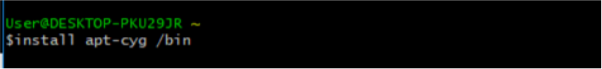 User@DESKTOP-PKU29JR ~
$install apt-cyg /bin